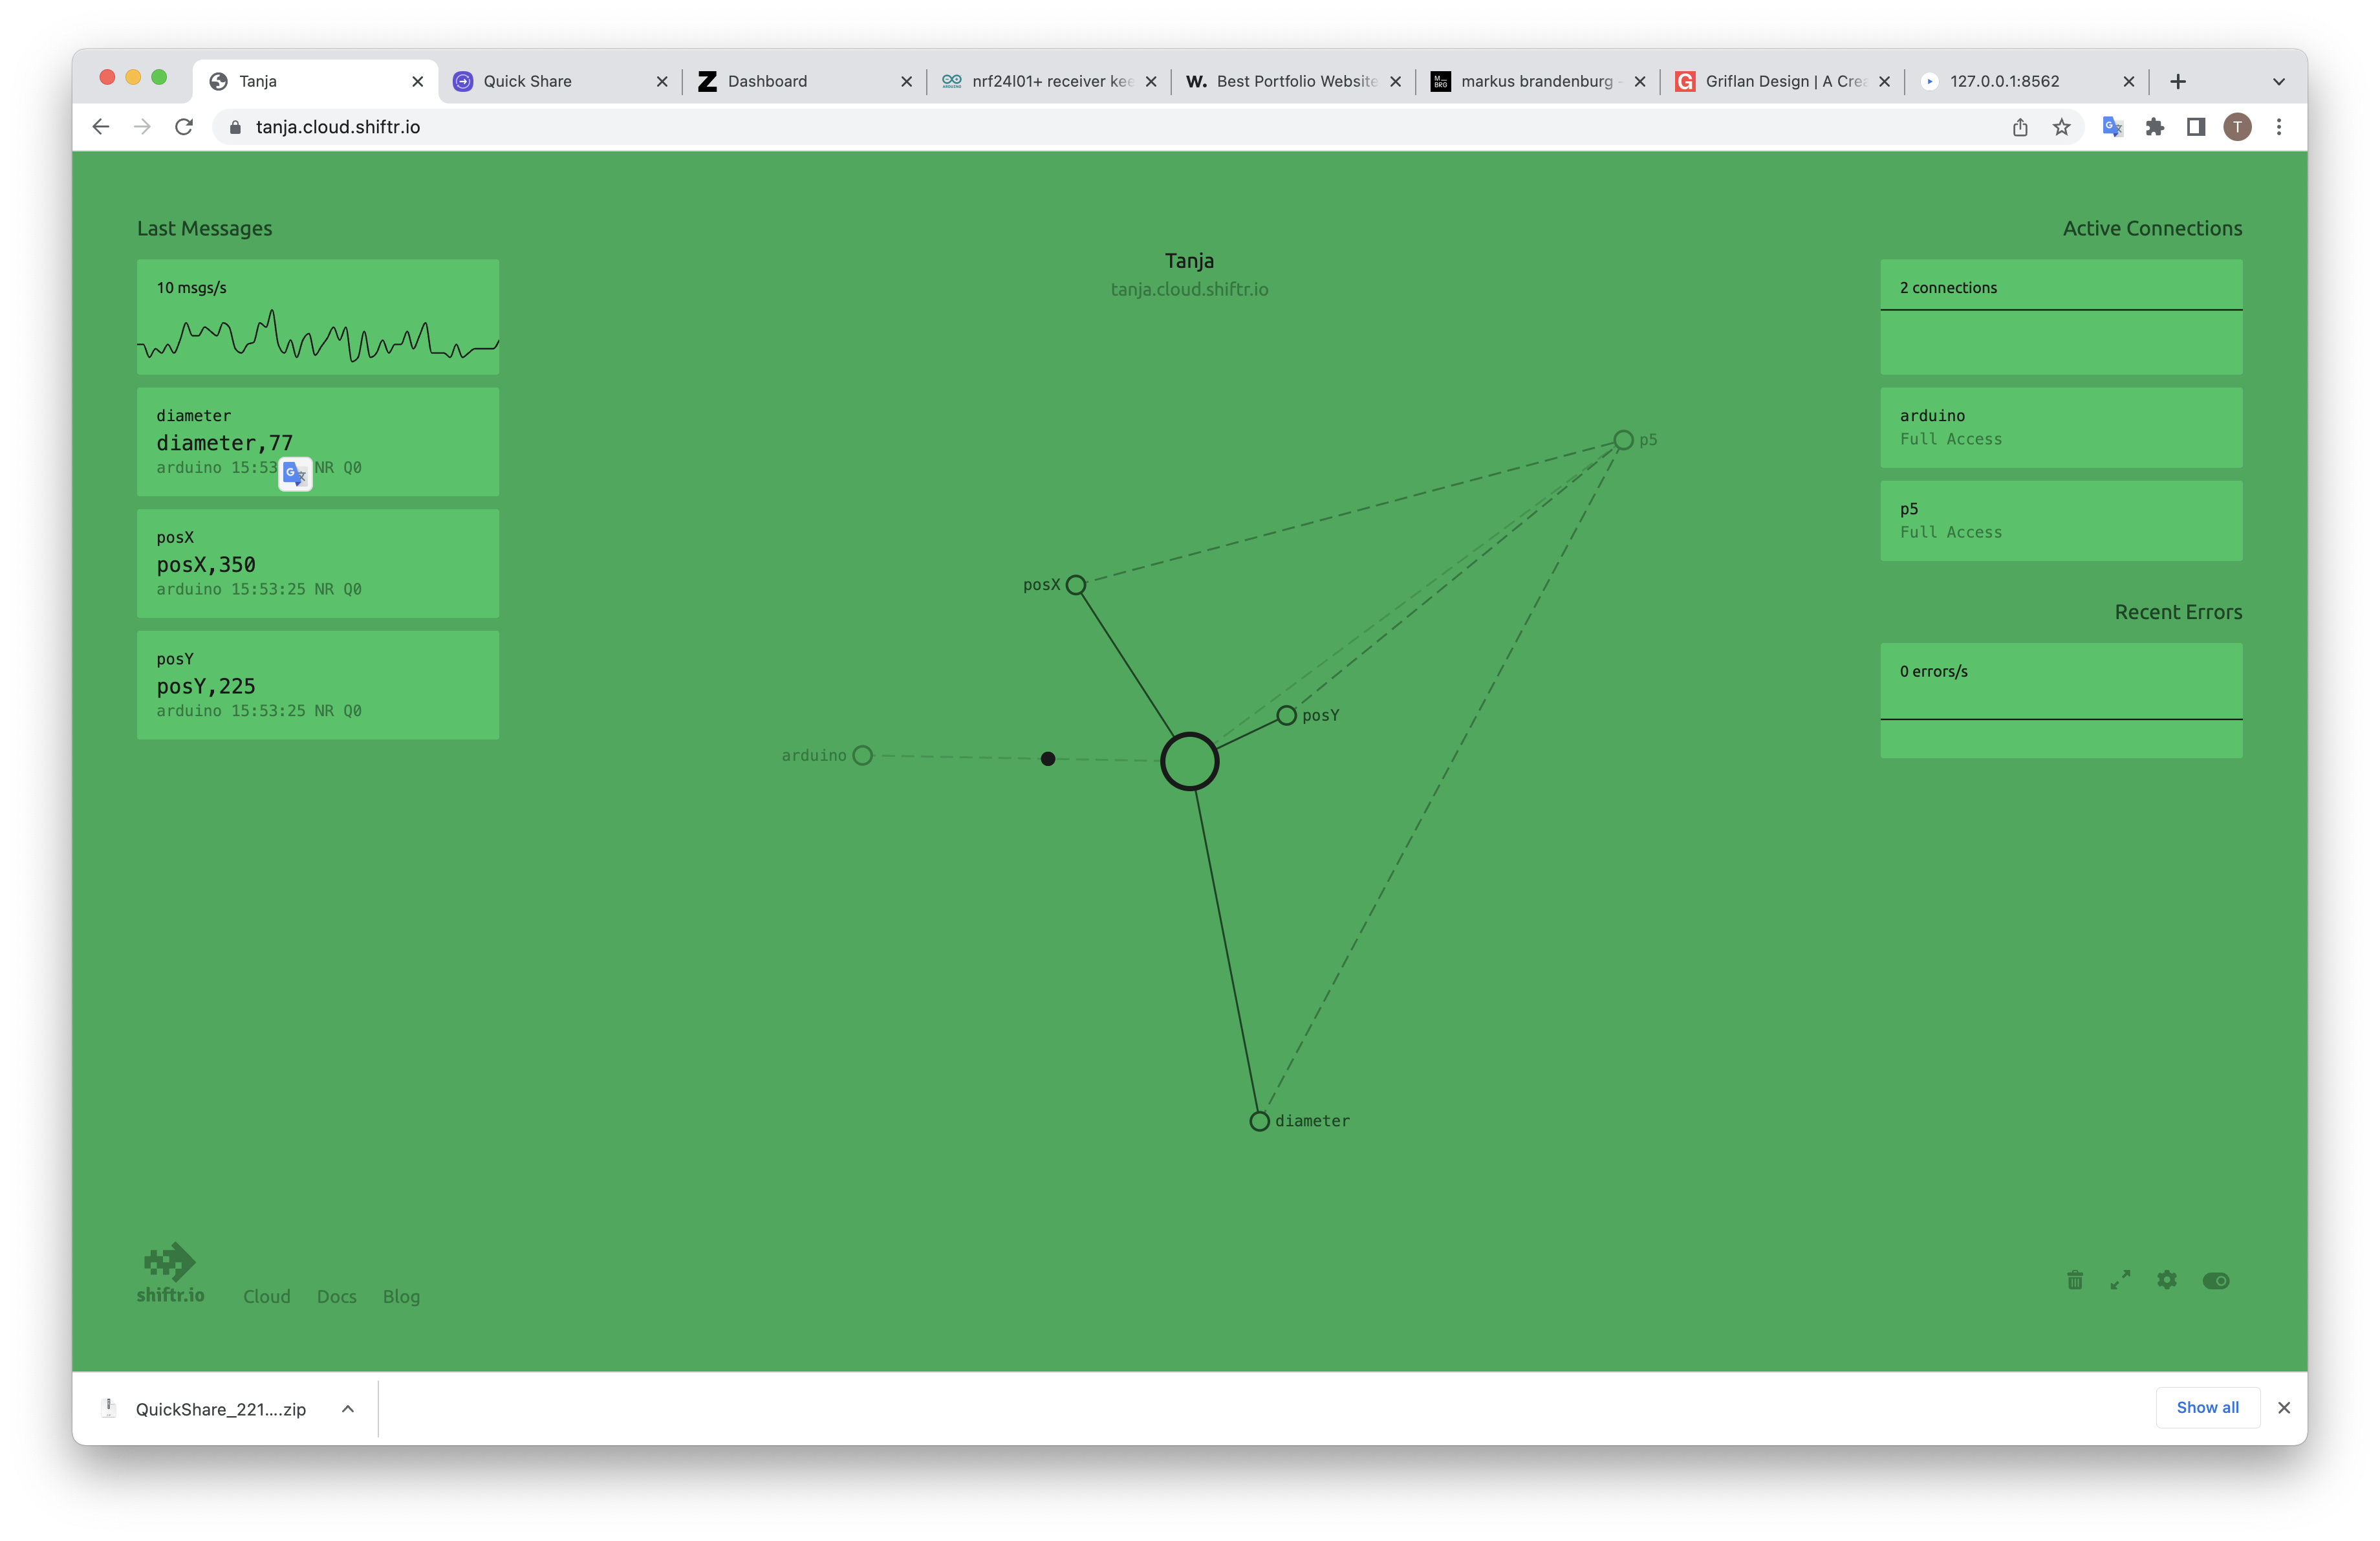 Tanja
Quick Share
Dashboard
nrf24l01+ receiver kee
W. Best Portfolio Website
markus brandenburg -
Griflan Design | A Crea
127.0.0.1:8562
tanja.cloud.shiftr.io
T
Last Messages
Active Connections
Tanja
tanja.cloud.shiftr.io
10 msgs/s
2 connections
diameter
diameter,77
arduino 15:53 NR Q0
arduino
Full Access
p5
posX
posX,350
arduino 15:53:25 NR Q0
p5
Full Access
posX
Recent Errors
posY
posY,225
arduino 15:53:25 NR Q0
0 errors/s
posY
arduino
diameter
shiftr.io
Cloud Docs Blog
QuickShare_221....zip
Show all